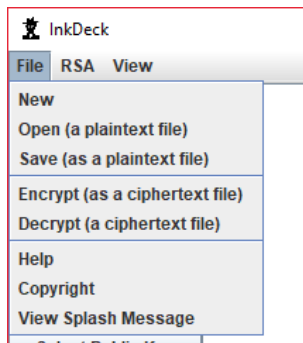 InkDeck
File RSA View
New
Open (a plaintext file)
Save (as a plaintext file)
Encrypt (as a ciphertext file)
Decrypt (a ciphertext file)
Help
Copyright
View Splash Message